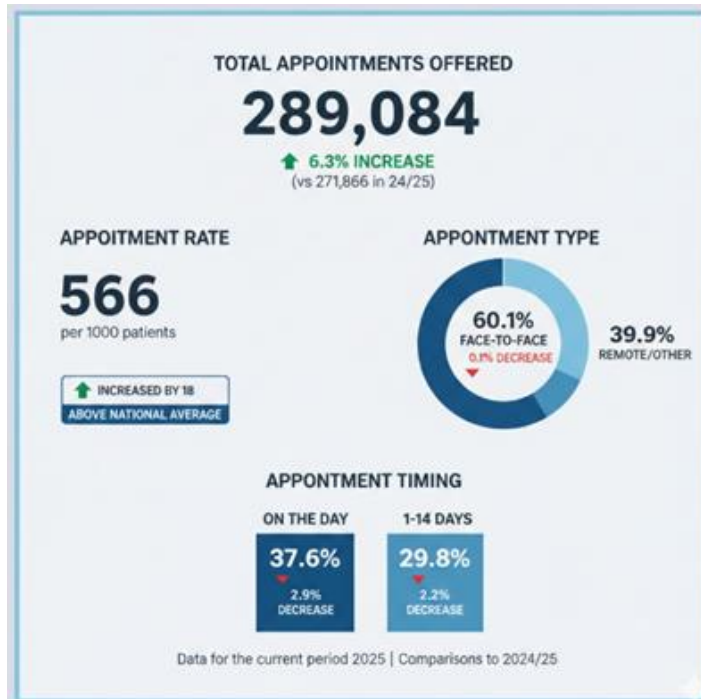 TOTAL APPOINTMENTS OFFERED
289,084
6.3% INCREASE
(vs 271,866 in 24/25)
APPOITMENT RATE
566
per 1000 patients
INCREASED BY 18
ABOVE NATIONAL AVERAGE
APPONTMENT TYPE
60.1%
FACE-TO-FACE
0.1% DECREASE
39.9%
REMOTE/OTHER
APPONTMENT TIMING
ON THE DAY
37.6%
2.9%
DECREASE
1-14 DAYS
29.8%
2.2%
DECREASE
Data for the current period 2025 | Comparisons to 2024/25